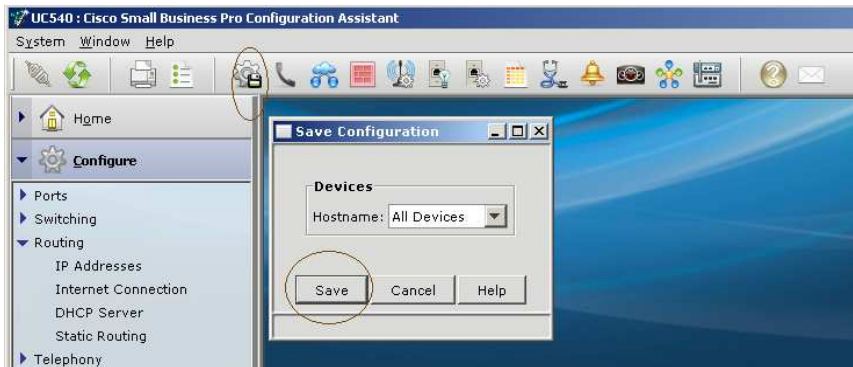 UC540 : Cisco Small Business Pro Configuration Assistant
System Window Help
Home
Configure
Ports
Switching
Routing
IP Addresses
Internet Connection
DHCP Server
Static Routing
Telephony
Save Configuration
Devices
Hostname: All Devices
Save Cancel Help